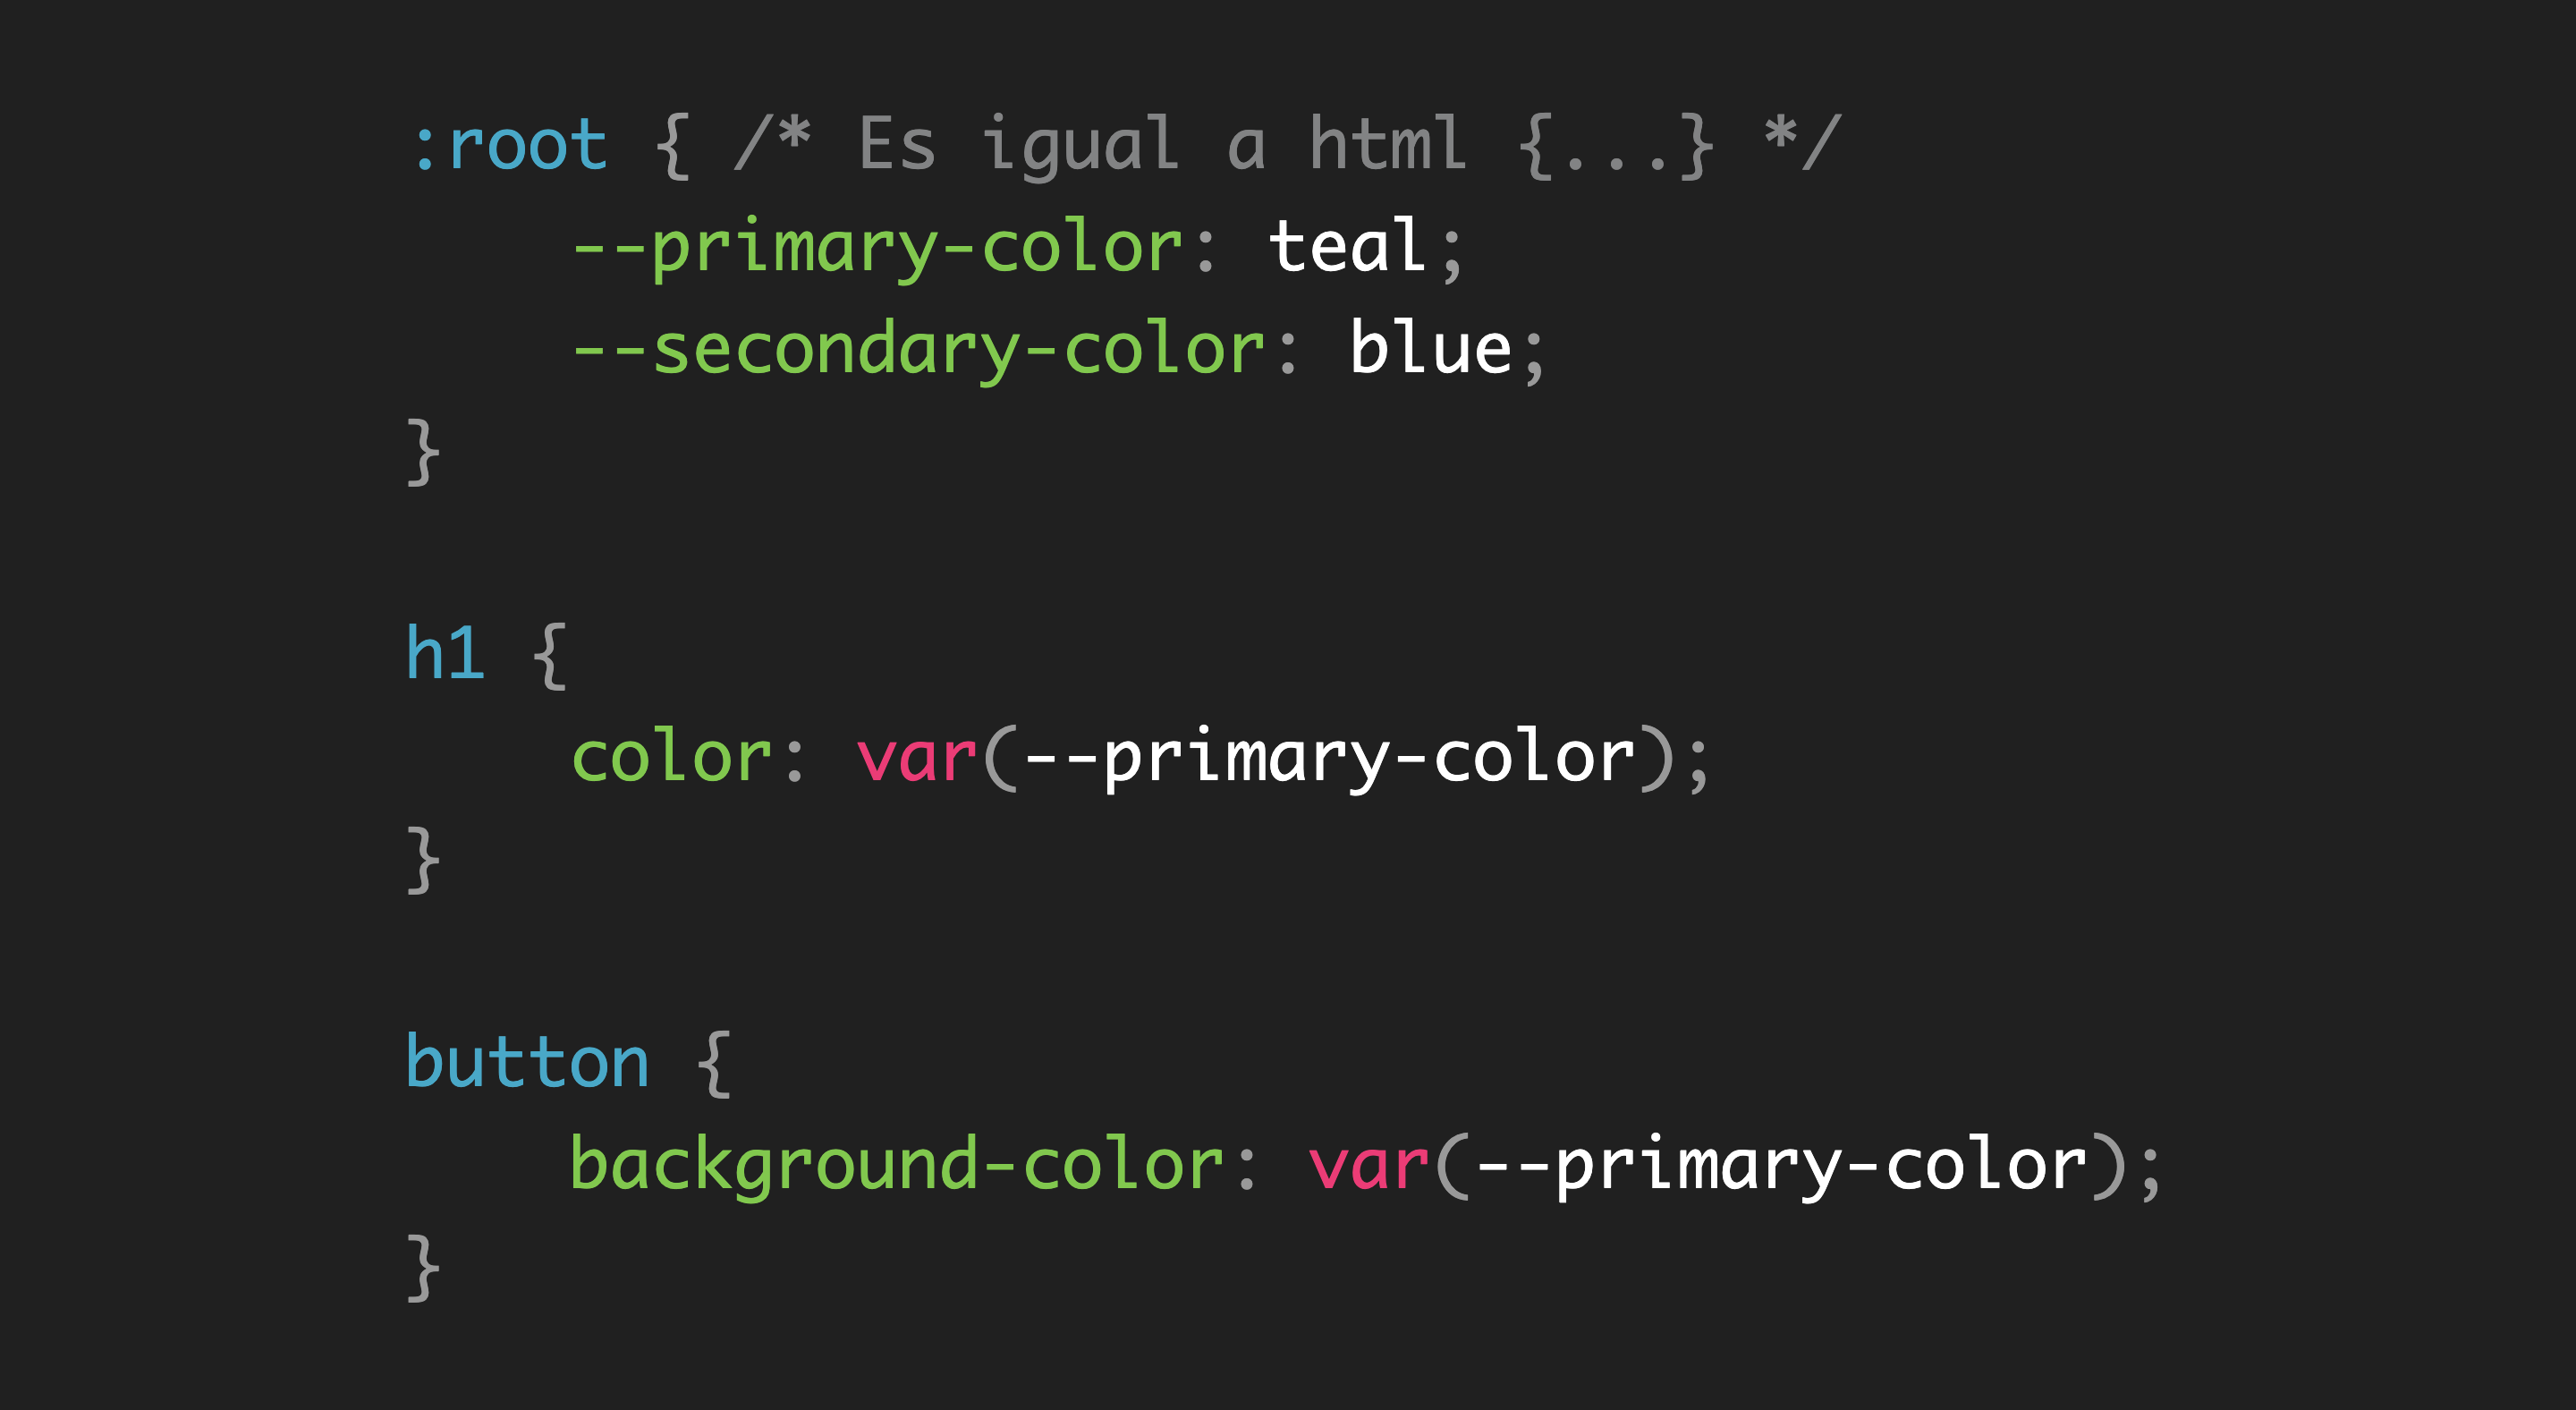 :root { /* Es igual a html {...} */
    --primary-color: teal;
    --secondary-color: blue;
}

h1 {
    color: var(--primary-color);
}

button {
    background-color: var(--primary-color);
}